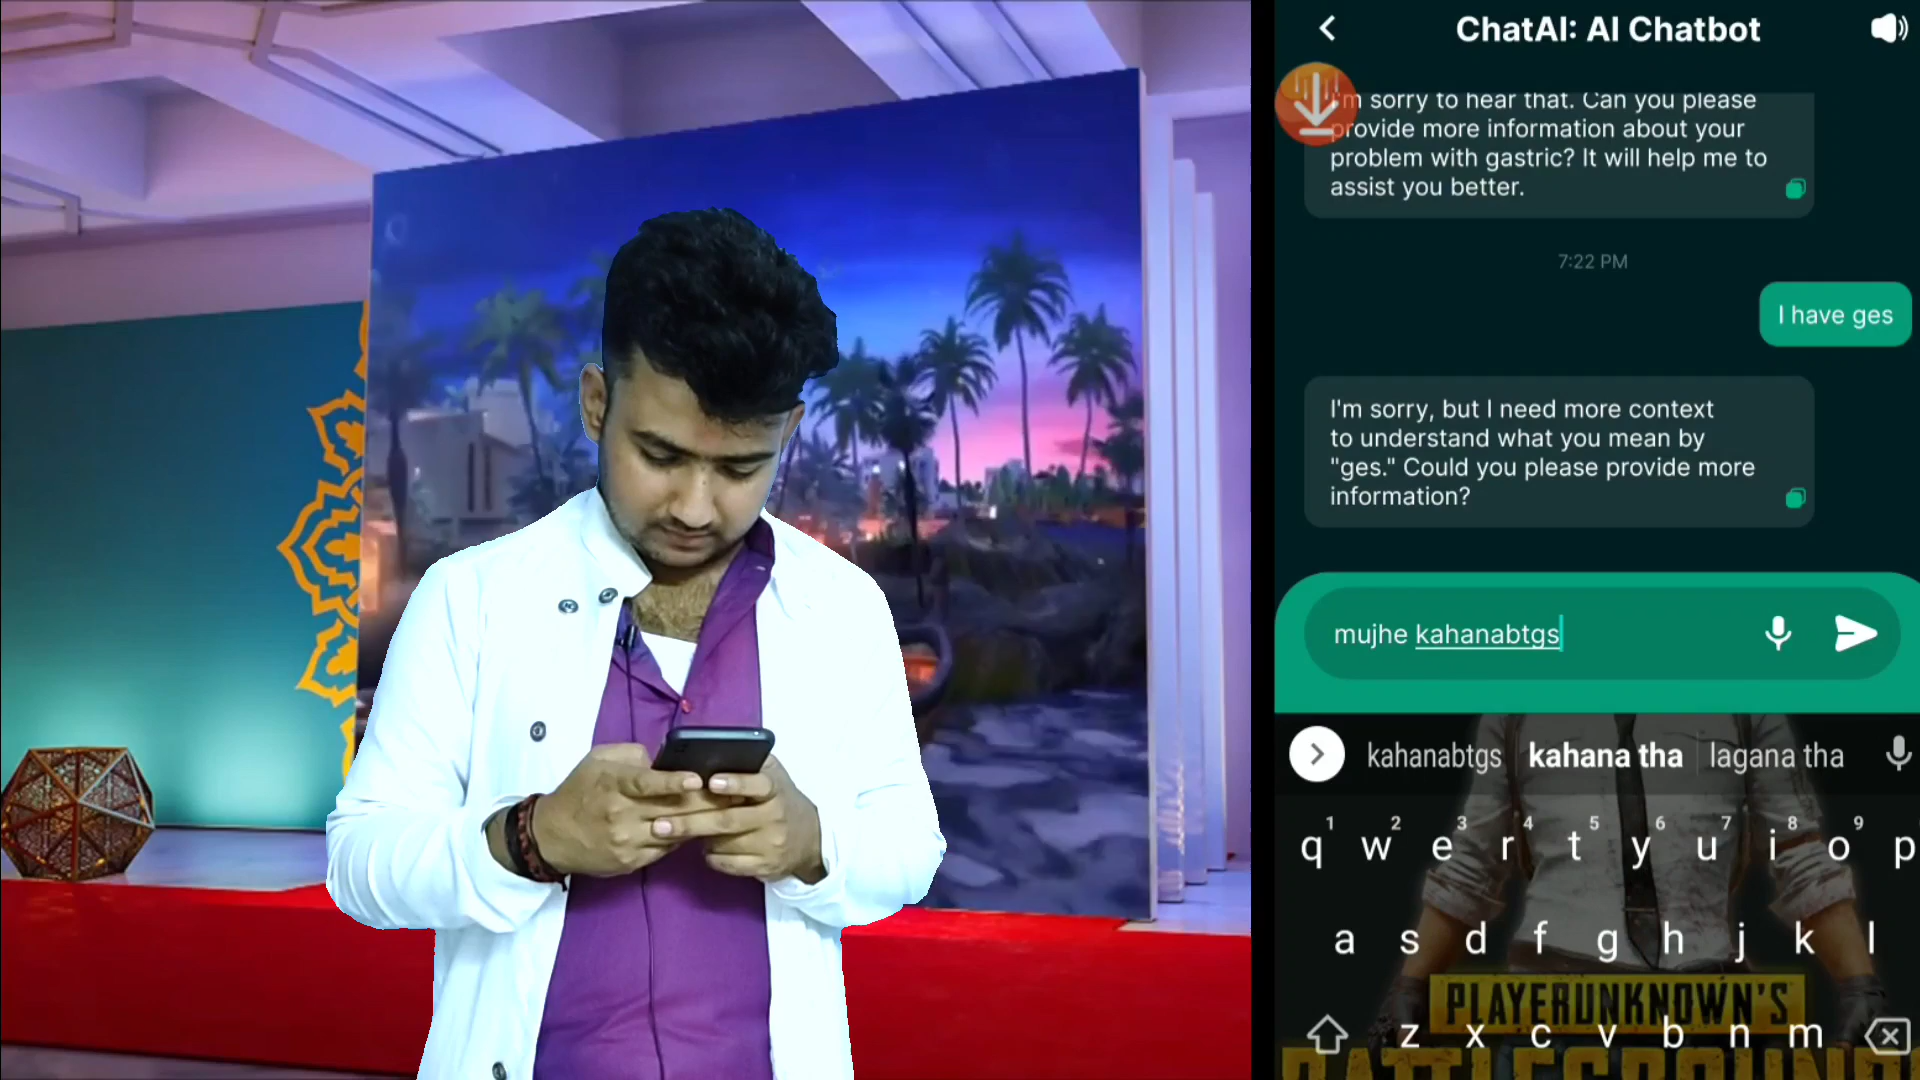 ChatAI: AI Chatbot
I'm sorry to hear that. Can you please
provide more information about your
problem with gastric? It will help me to
assist you better.
7:22 PM
I have ges
I'm sorry, but I need more context
to understand what you mean by
"ges." Could you please provide more
information?
mujhe kahanabtgs
kahanabtgs kahana tha lagana tha
1 2 3 4 5 6 7 8 9
q w e r t y u i o p
a s d f g h j k l
PLAYERUNKNOWN'S
z x c v b n m
BATTLEGROUND